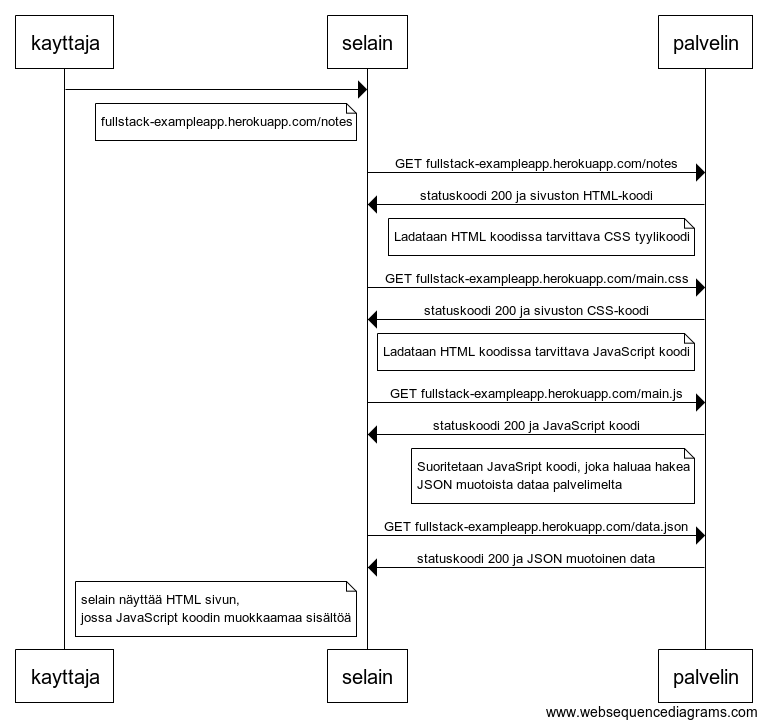 kayttaja
selain
palvelin
fullstack-exampleapp.herokuapp.com/notes
GET fullstack-exampleapp.herokuapp.com/notes
statuskoodi 200 ja sivuston HTML-koodi
Ladataan HTML koodissa tarvittava CSS tyylikoodi
GET fullstack-exampleapp.herokuapp.com/main.css
statuskoodi 200 ja sivuston CSS-koodi
Ladataan HTML koodissa tarvittava JavaScript koodi
GET fullstack-exampleapp.herokuapp.com/main.js
statuskoodi 200 ja JavaScript koodi
Suoritetaan JavaSript koodi, joka haluaa hakea
JSON muotoista dataa palvelimelta
GET fullstack-exampleapp.herokuapp.com/data.json
statuskoodi 200 ja JSON muotoinen data
selain näyttää HTML sivun,
jossa JavaScript koodin muokkaamaa sisältöä
kayttaja
selain
palvelin
www.websequencediagrams.com